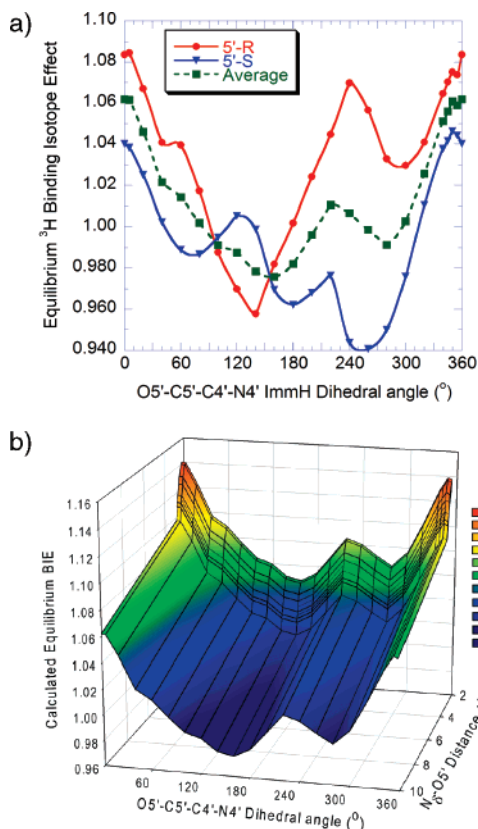 a)
1.10
1.08
1.06
1.04
1.02
1.00
0.980
0.960
0.940
Equilibrium ³H Binding Isotope Effect
5'-R
5'-S
Average
0 60 120 180 240 300 360
O5'-C5'-C4'-N4' ImmH Dihedral angle (°)
b)
1.16
1.14
1.12
1.10
1.08
1.06
1.04
1.02
1.00
0.98
0.96
Calculated Equilibrium BIE
60 120 180 240 300 360
O5'-C5'-C4'-N4' Dihedral angle (°)
2
4
6
8
10
Nδ-O5' Distance